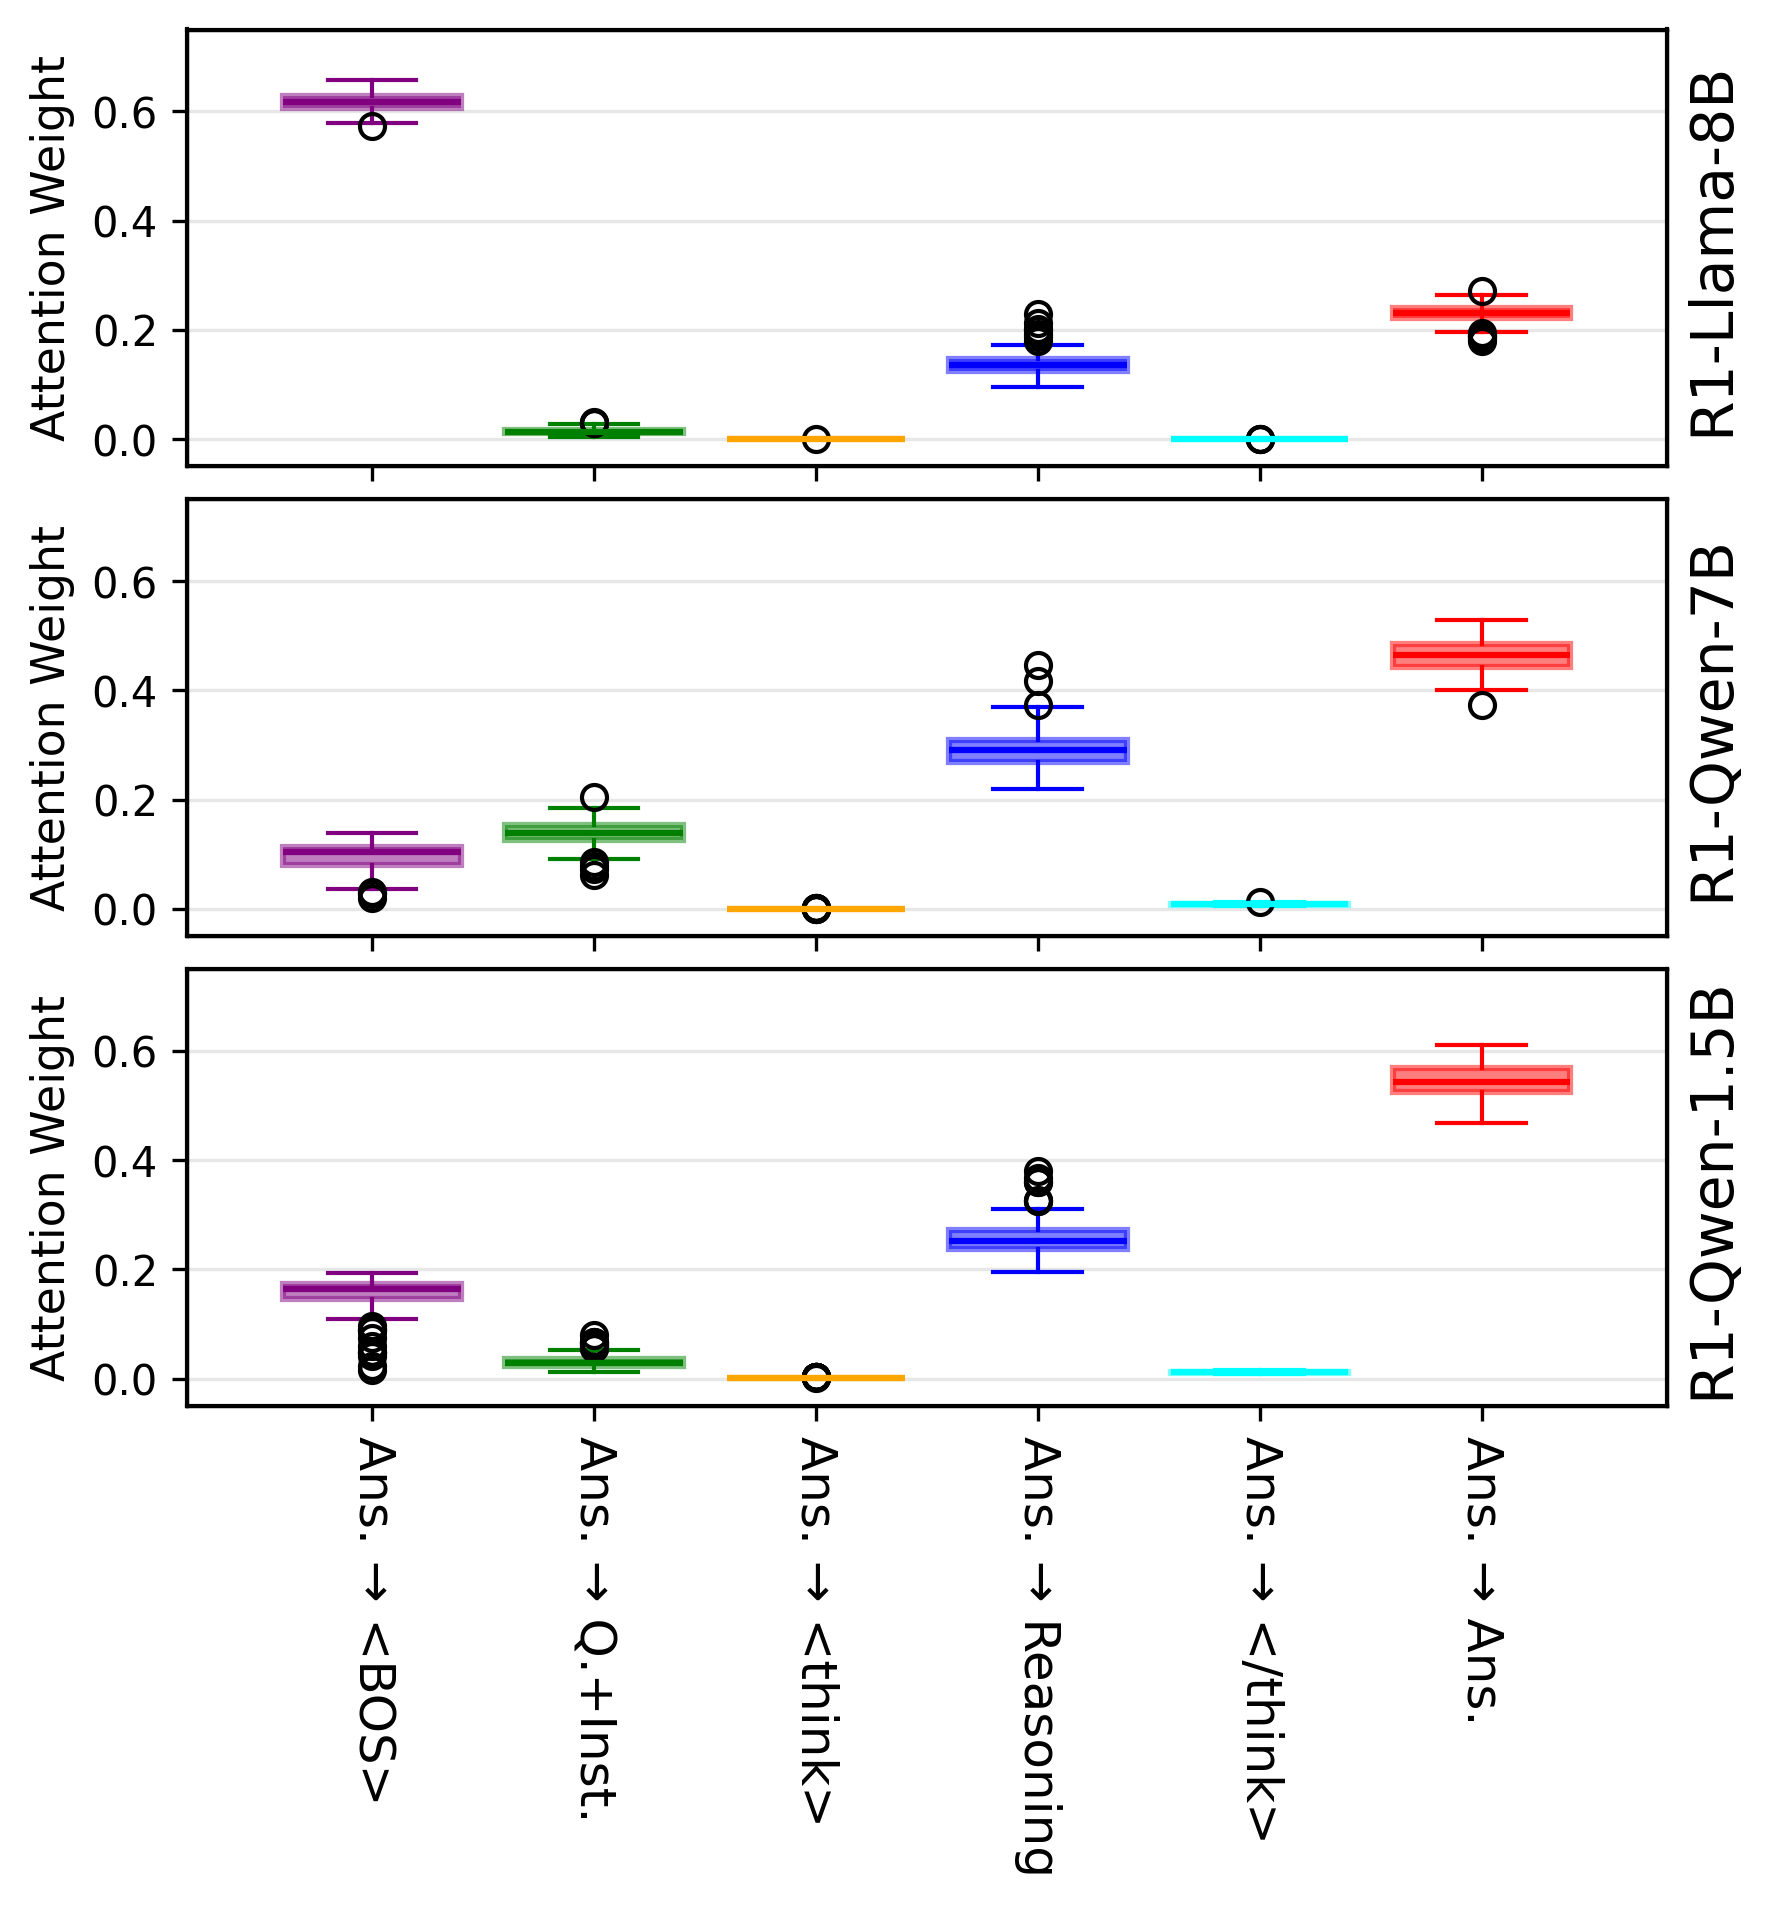 Attention Weight
0.6
0.4
0.2
0.0
R1-Llama-8B
Attention Weight
0.6
0.4
0.2
0.0
R1-Qwen-7B
Attention Weight
0.6
0.4
0.2
0.0
R1-Qwen-1.5B
Ans. → <BOS>
Ans. → Q.+Inst.
Ans. → <think>
Ans. → Reasoning
Ans. → </think>
Ans. → Ans.